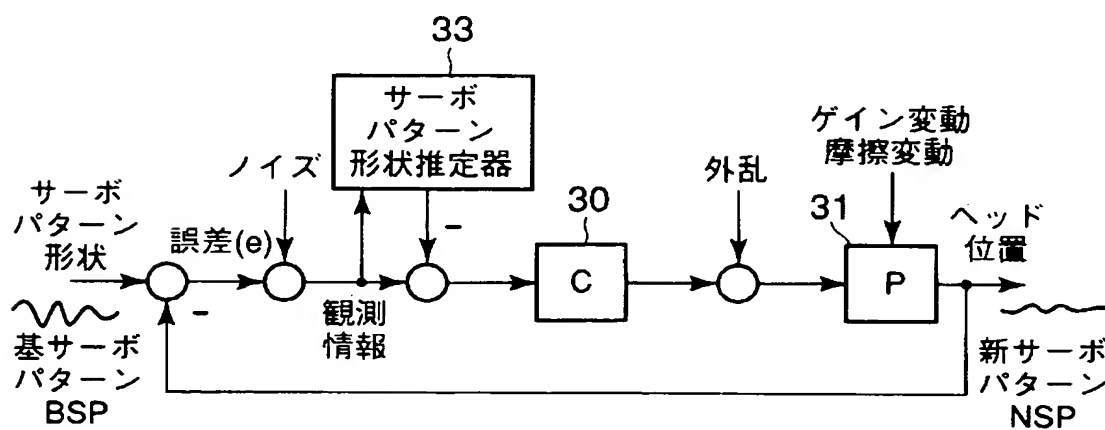 33
サーボ
パターン
形状推定器
ゲイン変動
摩擦変動
ノイズ
外乱
サーボ
パターン
形状
誤差(e)
-
30
C
31
P
ヘッド
位置
-
観測
情報
基サーボ
パターン
BSP
新サーボ
パターン
NSP